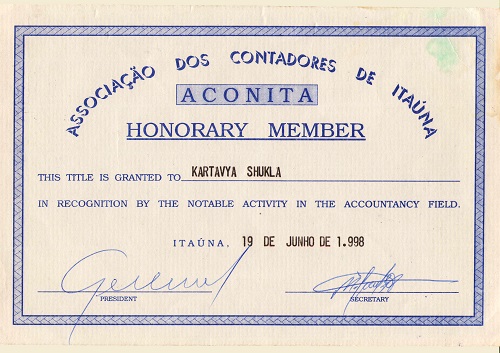 ASSOCIAÇÃO DOS CONTADORES DE ITAÚNA
ACONITA
HONORARY MEMBER
THIS TITLE IS GRANTED TO KARTAVYA SHUKLA
IN RECOGNITION BY THE NOTABLE ACTIVITY IN THE ACCOUNTANCY FIELD.
ITAÚNA, 19 DE JUNHO DE 1.998
PRESIDENT SECRETARY